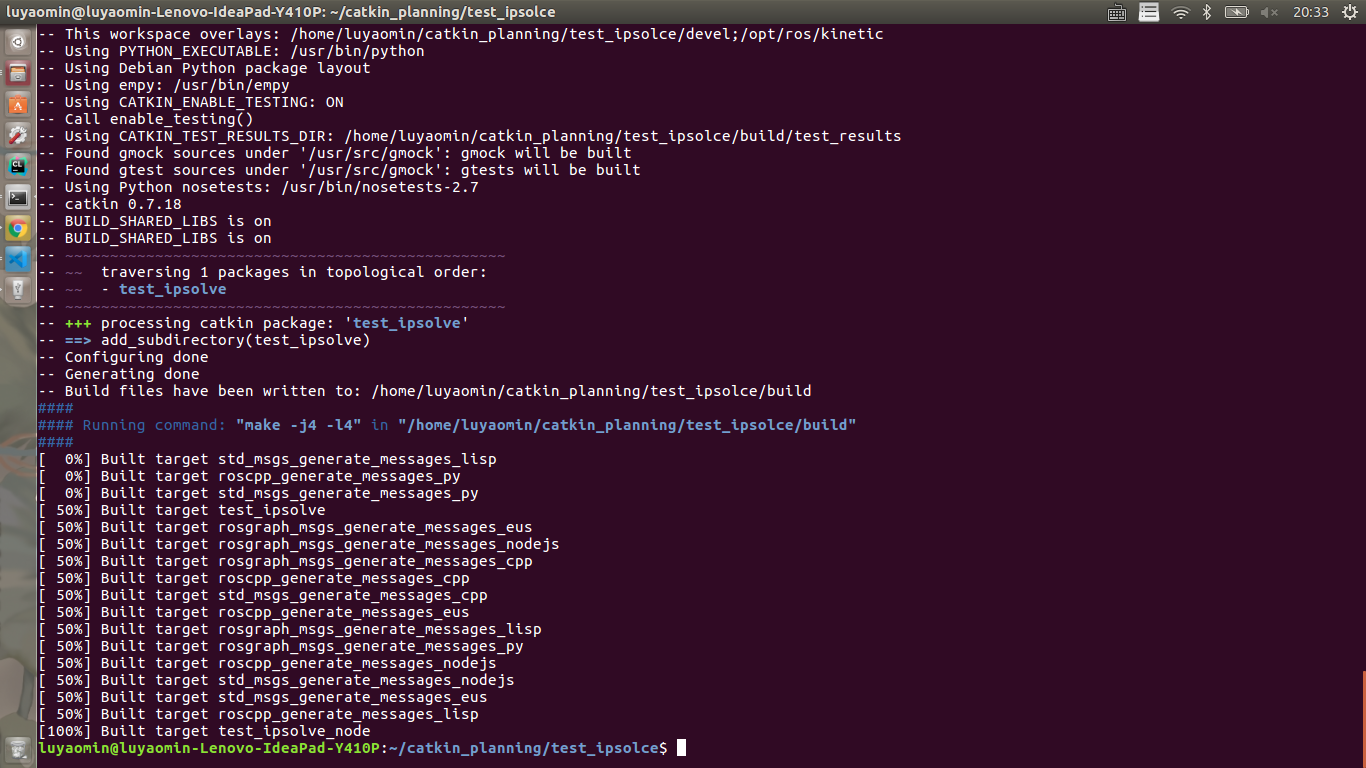 luyaomin@luyaomin-Lenovo-IdeaPad-Y410P: ~/catkin_planning/test_ipsolce 20:33
-- This workspace overlays: /home/luyaomin/catkin_planning/test_ipsolce/devel;/opt/ros/kinetic
-- Using PYTHON_EXECUTABLE: /usr/bin/python
-- Using Debian Python package layout
-- Using empy: /usr/bin/empy
-- Using CATKIN_ENABLE_TESTING: ON
-- Call enable_testing()
-- Using CATKIN_TEST_RESULTS_DIR: /home/luyaomin/catkin_planning/test_ipsolce/build/test_results
-- Found gmock sources under '/usr/src/gmock': gmock will be built
-- Found gtest sources under '/usr/src/gmock': gtests will be built
-- Using Python nosetests: /usr/bin/nosetests-2.7
-- catkin 0.7.18
-- BUILD_SHARED_LIBS is on
-- BUILD_SHARED_LIBS is on
-- ~~~~~~~~~~~~~~~~~~~~~~~~~~~~~~~~~~~~~~~~~~~~~~~~~
-- ~~  traversing 1 packages in topological order:
-- ~~  - test_ipsolve
-- ~~~~~~~~~~~~~~~~~~~~~~~~~~~~~~~~~~~~~~~~~~~~~~~~~
-- +++ processing catkin package: 'test_ipsolve'
-- ==> add_subdirectory(test_ipsolve)
-- Configuring done
-- Generating done
-- Build files have been written to: /home/luyaomin/catkin_planning/test_ipsolce/build
####
#### Running command: "make -j4 -l4" in "/home/luyaomin/catkin_planning/test_ipsolce/build"
####
[  0%] Built target std_msgs_generate_messages_lisp
[  0%] Built target roscpp_generate_messages_py
[  0%] Built target std_msgs_generate_messages_py
[ 50%] Built target test_ipsolve
[ 50%] Built target rosgraph_msgs_generate_messages_eus
[ 50%] Built target rosgraph_msgs_generate_messages_nodejs
[ 50%] Built target rosgraph_msgs_generate_messages_cpp
[ 50%] Built target roscpp_generate_messages_cpp
[ 50%] Built target std_msgs_generate_messages_cpp
[ 50%] Built target roscpp_generate_messages_eus
[ 50%] Built target rosgraph_msgs_generate_messages_lisp
[ 50%] Built target rosgraph_msgs_generate_messages_py
[ 50%] Built target roscpp_generate_messages_nodejs
[ 50%] Built target std_msgs_generate_messages_nodejs
[ 50%] Built target std_msgs_generate_messages_eus
[ 50%] Built target roscpp_generate_messages_lisp
[100%] Built target test_ipsolve_node
luyaomin@luyaomin-Lenovo-IdeaPad-Y410P:~/catkin_planning/test_ipsolce$